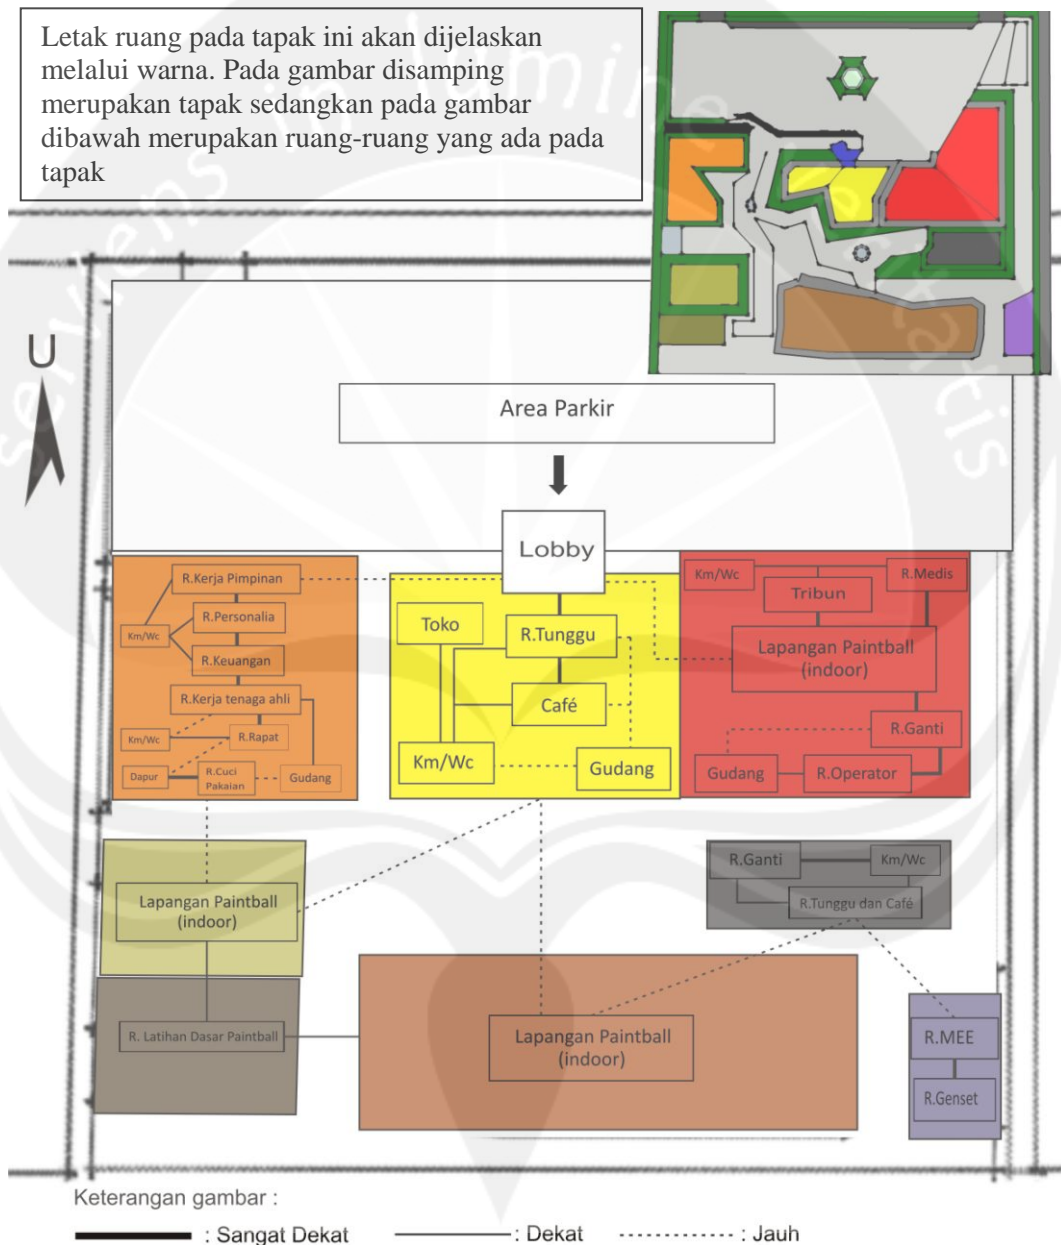 Letak ruang pada tapak ini akan dijelaskan
melalui warna. Pada gambar disamping
merupakan tapak sedangkan pada gambar
dibawah merupakan ruang-ruang yang ada pada
tapak
U
Area Parkir
Lobby
R.Kerja Pimpinan
R.Personalia
Km/Wc
R.Keuangan
R.Kerja tenaga ahli
Km/Wc
R.Rapat
Dapur
R.Cuci
Pakaian
Gudang
Toko
R.Tunggu
Café
Km/Wc
Gudang
Km/Wc
R.Medis
Tribun
Lapangan Paintball
(indoor)
R.Ganti
Gudang
R.Operator
Lapangan Paintball
(indoor)
R.Ganti
Km/Wc
R.Tunggu dan Café
R. Latihan Dasar Paintball
Lapangan Paintball
(indoor)
R.MEE
R.Genset
Keterangan gambar :
: Sangat Dekat
: Dekat
: Jauh
serviens in lumine veritatis